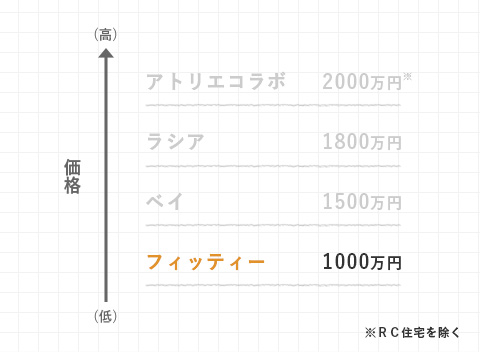 （高）
アトリエコラボ 2000万円※
ラシア 1800万円
価格
ベイ 1500万円
フィッティー 1000万円
（低）
※ＲＣ住宅を除く